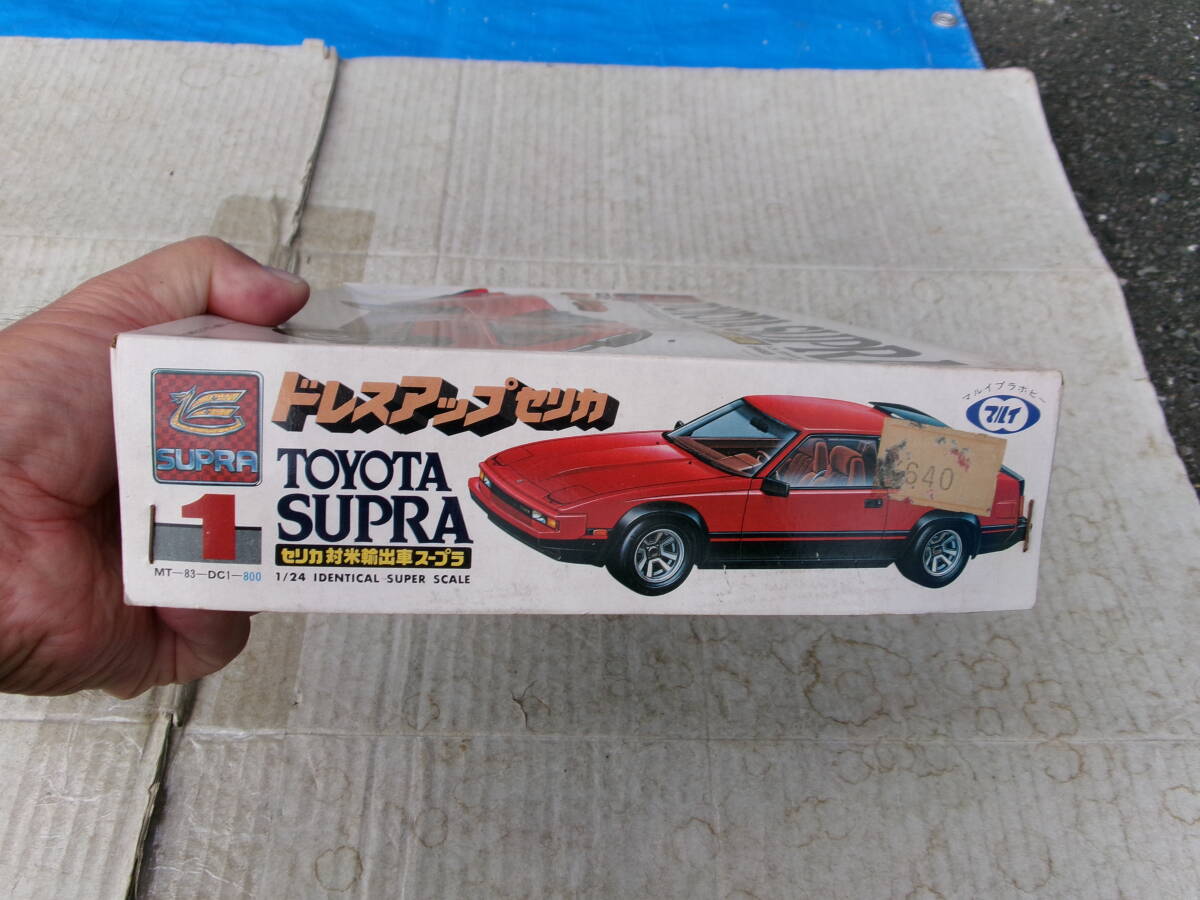 SUPRA
1
MT-83-DC1-800
ドレスアップセリカ
TOYOTA
SUPRA
セリカ対米輸出車スープラ
1/24 IDENTICAL SUPER SCALE
マルイプラホビー
マルイ
640